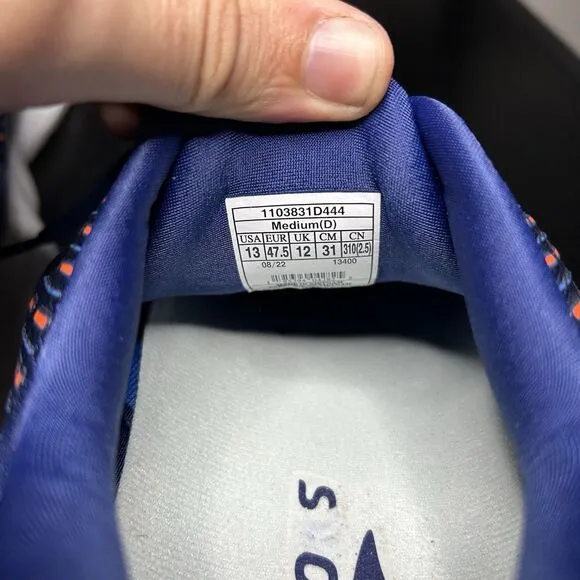 1103831D444
Medium(D)
USA EUR UK CM CN
13 47.5 12 31 310(2.5)
08/22 13400